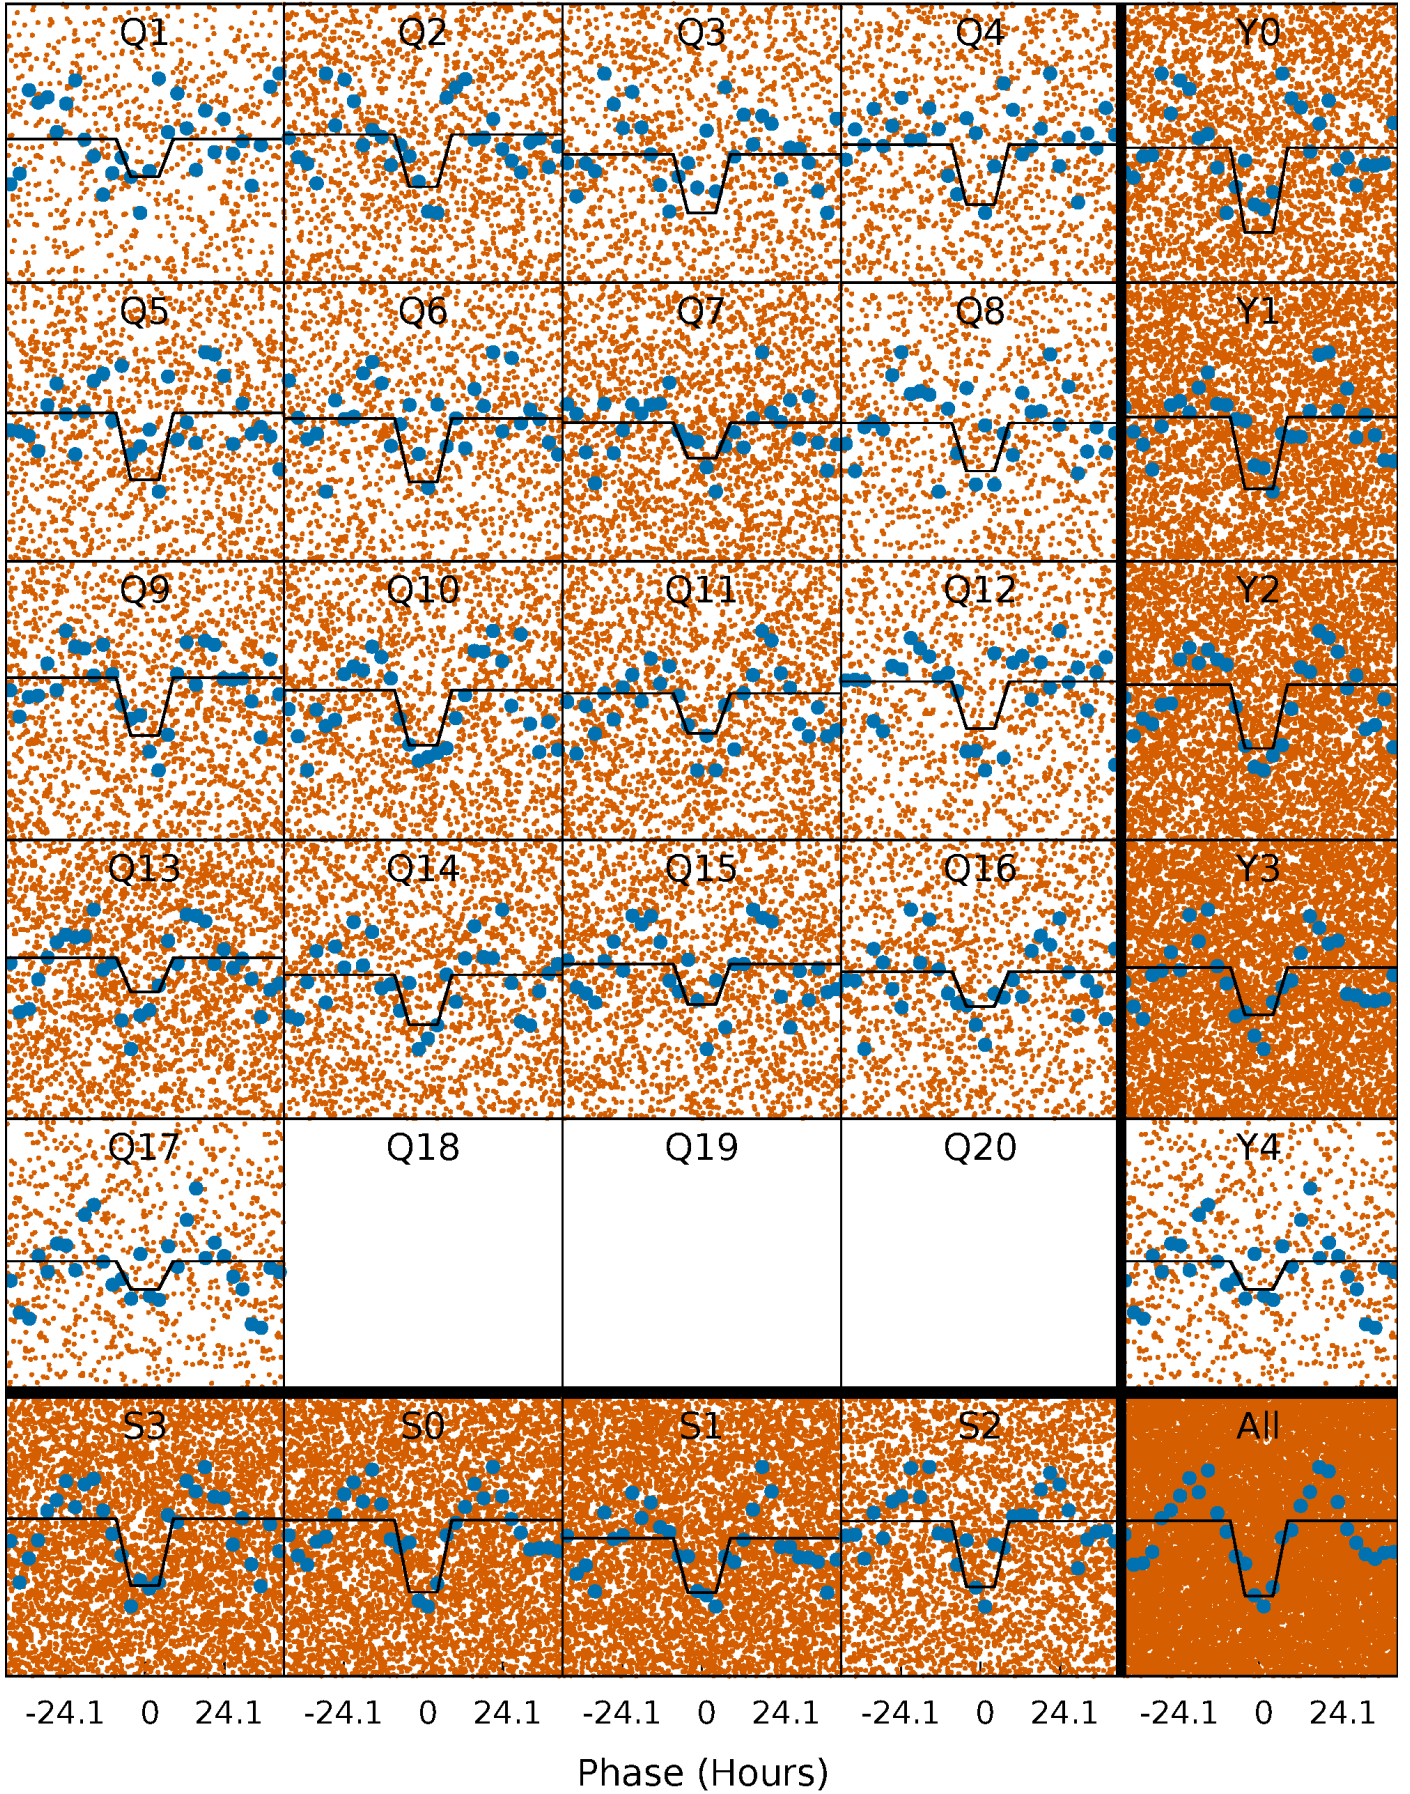 Q1 Q2 Q3 Q4 Y0
Q5 Q6 Q7 Q8 Y1
Q9 Q10 Q11 Q12 Y2
Q13 Q14 Q15 Q16 Y3
Q17 Q18 Q19 Q20 Y4
S3 S0 S1 S2 All
-24.1 0 24.1 -24.1 0 24.1 -24.1 0 24.1 -24.1 0 24.1 -24.1 0 24.1
Phase (Hours)